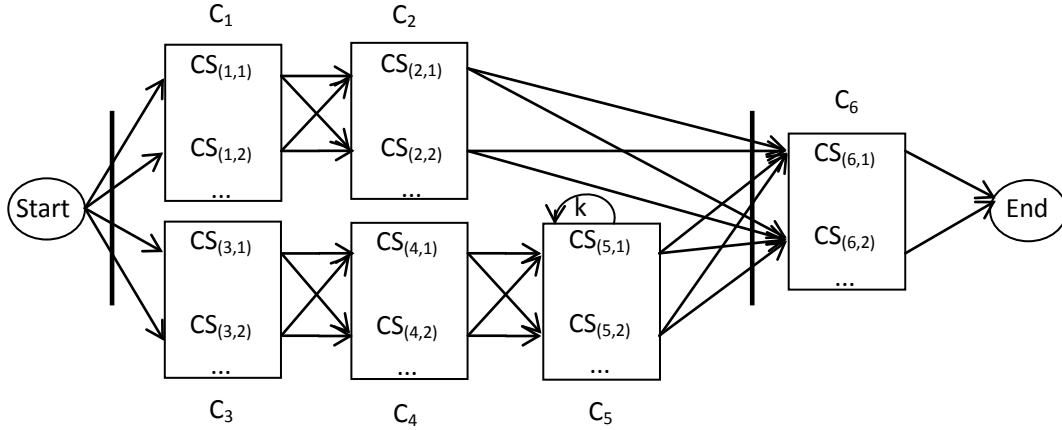 C1 C2
CS(1,1) CS(2,1)
C6
CS(1,2) CS(2,2) CS(6,1)
... ...
Start k End
CS(3,1) CS(4,1) CS(5,1) CS(6,2)
...
CS(3,2) CS(4,2) CS(5,2)
... ... ...
C3 C4 C5